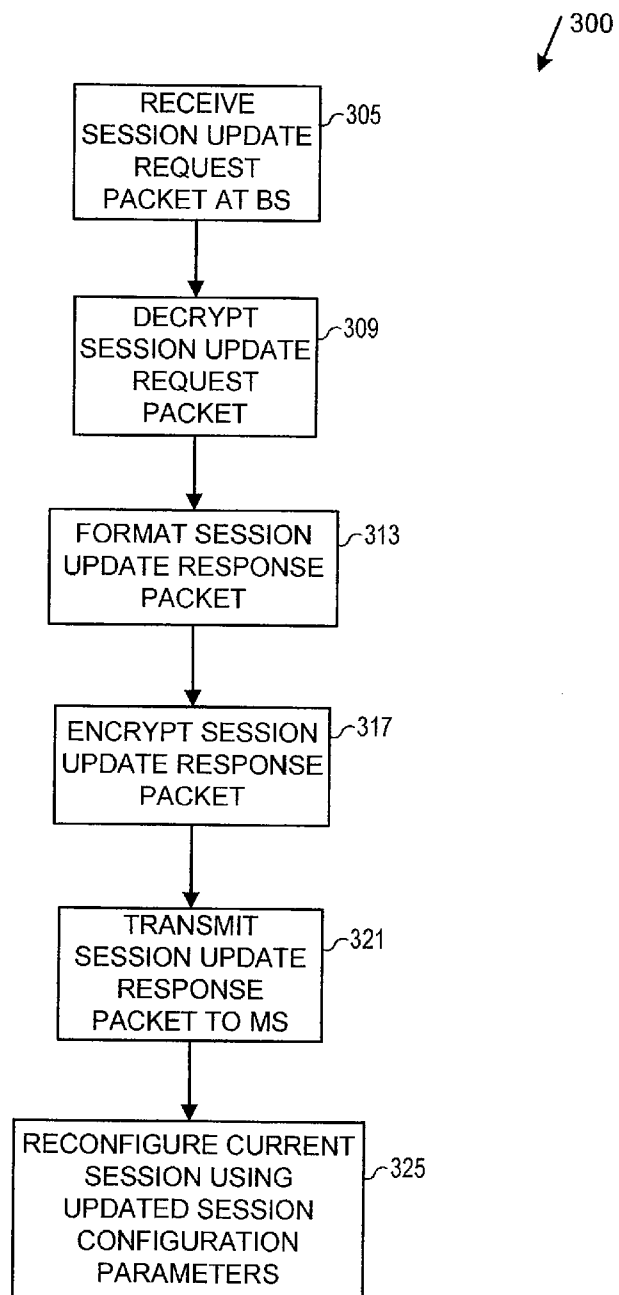 300
RECEIVE
SESSION UPDATE
REQUEST
PACKET AT BS
305
DECRYPT
SESSION UPDATE
REQUEST
PACKET
309
FORMAT SESSION
UPDATE RESPONSE
PACKET
313
ENCRYPT SESSION
UPDATE RESPONSE
PACKET
317
TRANSMIT
SESSION UPDATE
RESPONSE
PACKET TO MS
321
RECONFIGURE CURRENT
SESSION USING
UPDATED SESSION
CONFIGURATION
PARAMETERS
325